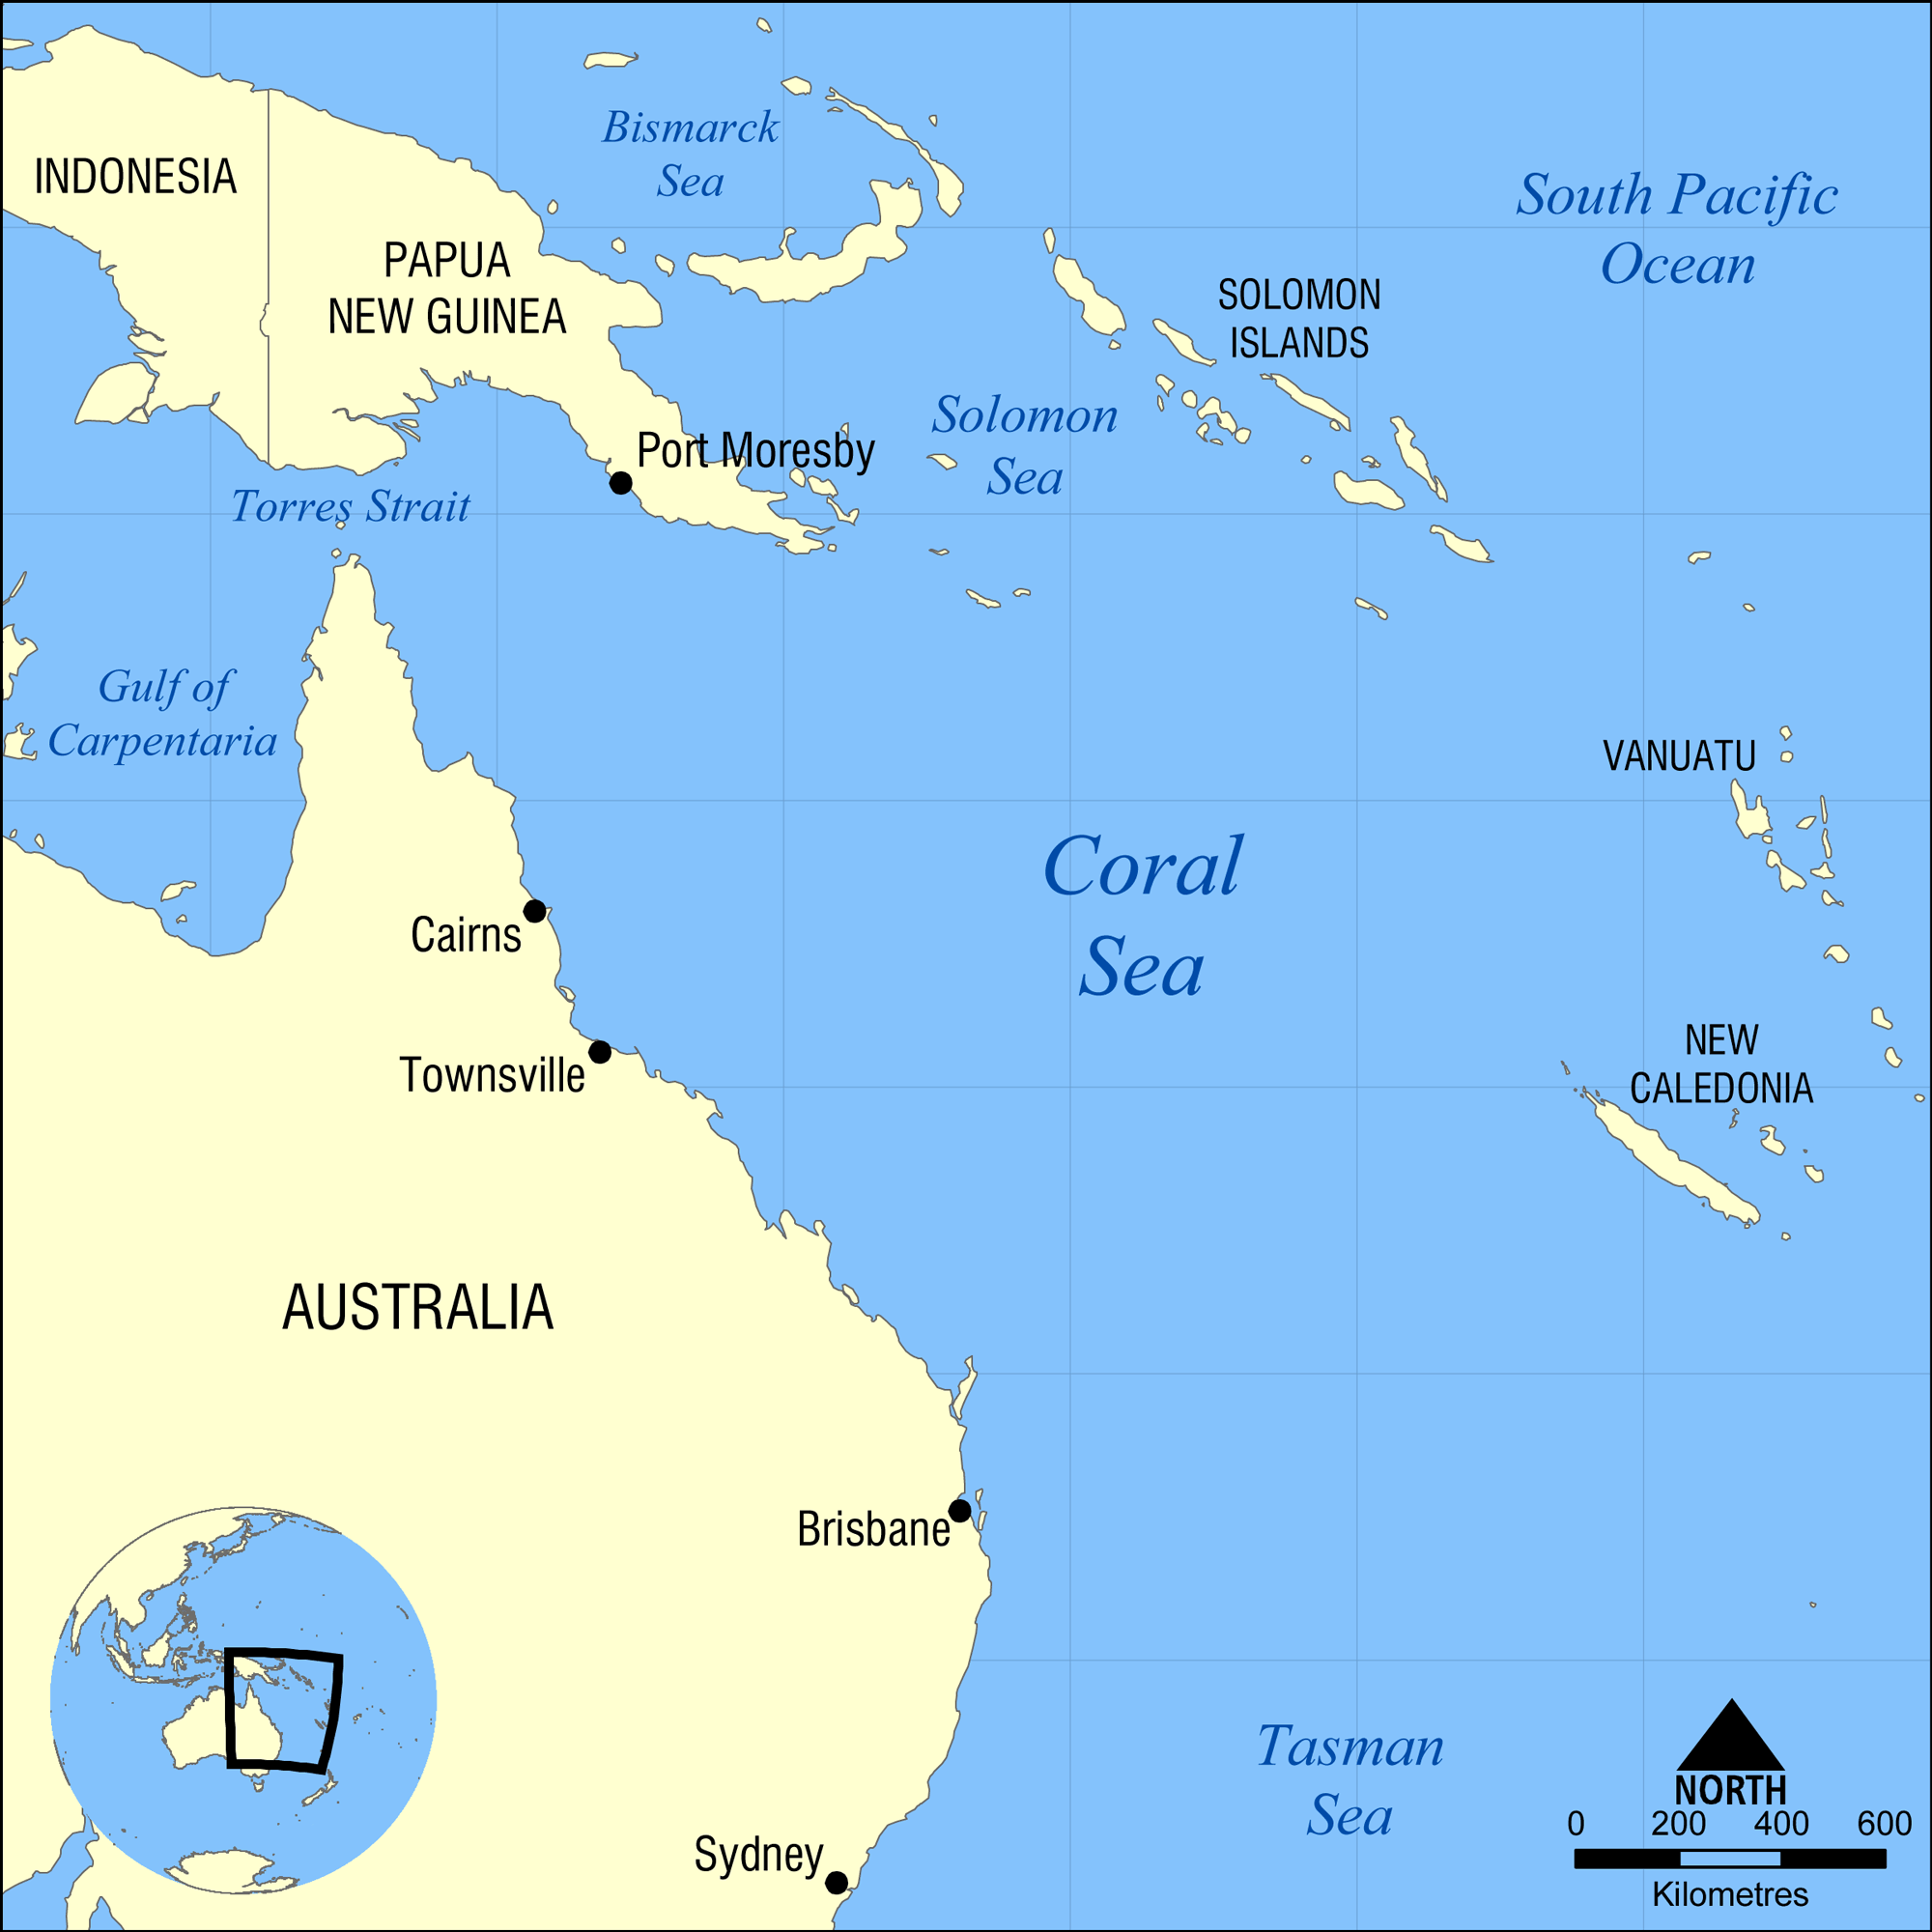 Bismarck
Sea
INDONESIA
South Pacific
Ocean
PAPUA
NEW GUINEA
SOLOMON
ISLANDS
Solomon
Sea
Port Moresby
Torres Strait
Gulf of
Carpentaria
VANUATU
Coral
Sea
Cairns
NEW
CALEDONIA
Townsville
AUSTRALIA
Brisbane
Tasman
Sea
NORTH
0 200 400 600
Kilometres
Sydney